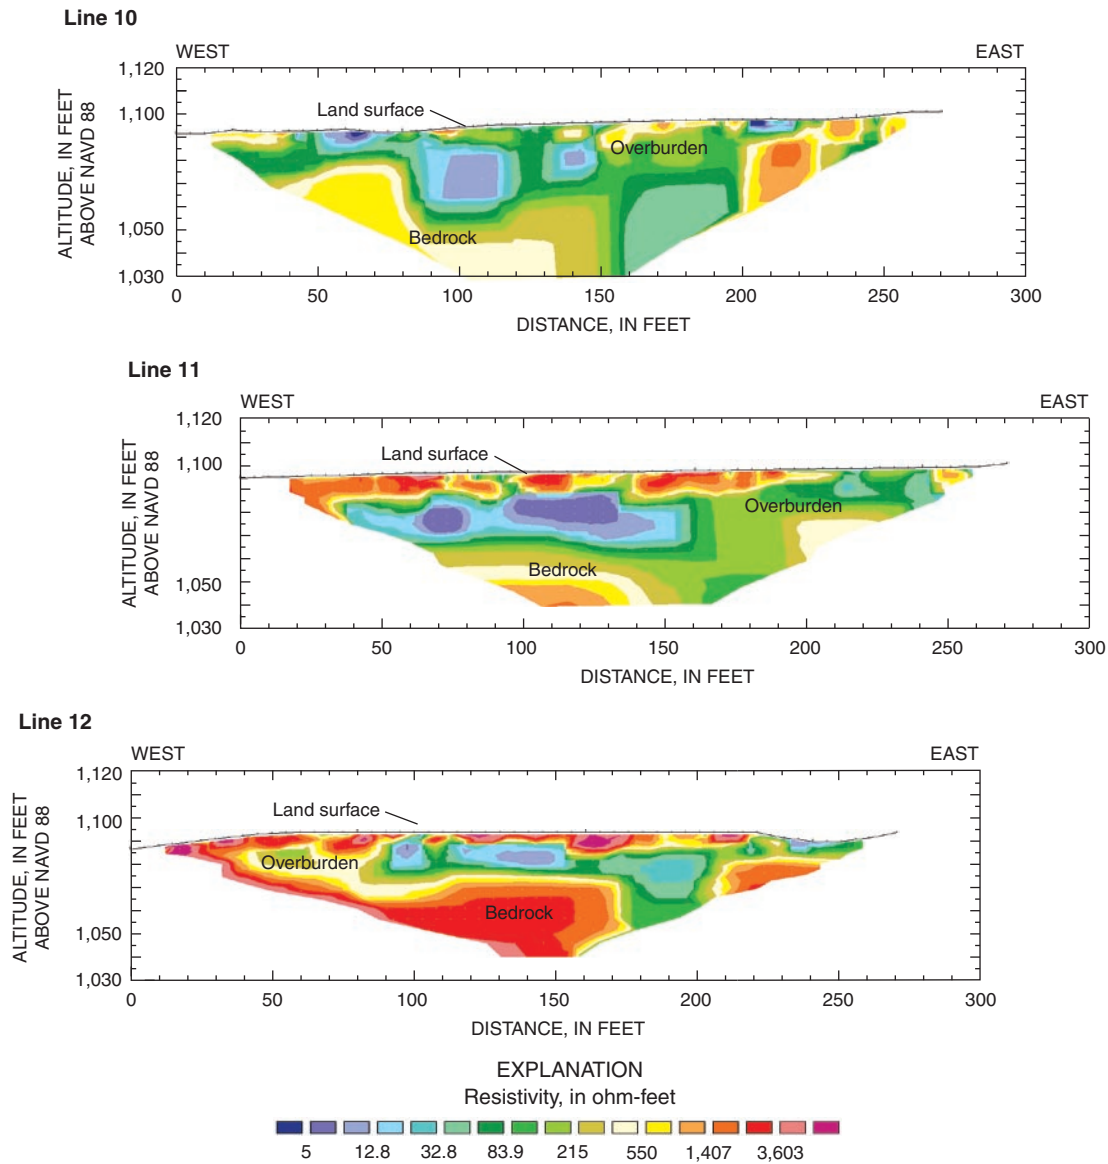 Line 10
WEST EAST
1,120
1,100
1,050
1,030
ALTITUDE, IN FEET
ABOVE NAVD 88
Land surface
Overburden
Bedrock
0 50 100 150 200 250 300
DISTANCE, IN FEET
Line 11
WEST EAST
1,120
1,100
1,050
1,030
ALTITUDE, IN FEET
ABOVE NAVD 88
Land surface
Overburden
Bedrock
0 50 100 150 200 250 300
DISTANCE, IN FEET
Line 12
WEST EAST
1,120
1,100
1,050
1,030
ALTITUDE, IN FEET
ABOVE NAVD 88
Land surface
Overburden
Bedrock
0 50 100 150 200 250 300
DISTANCE, IN FEET
EXPLANATION
Resistivity, in ohm-feet
5 12.8 32.8 83.9 215 550 1,407 3,603